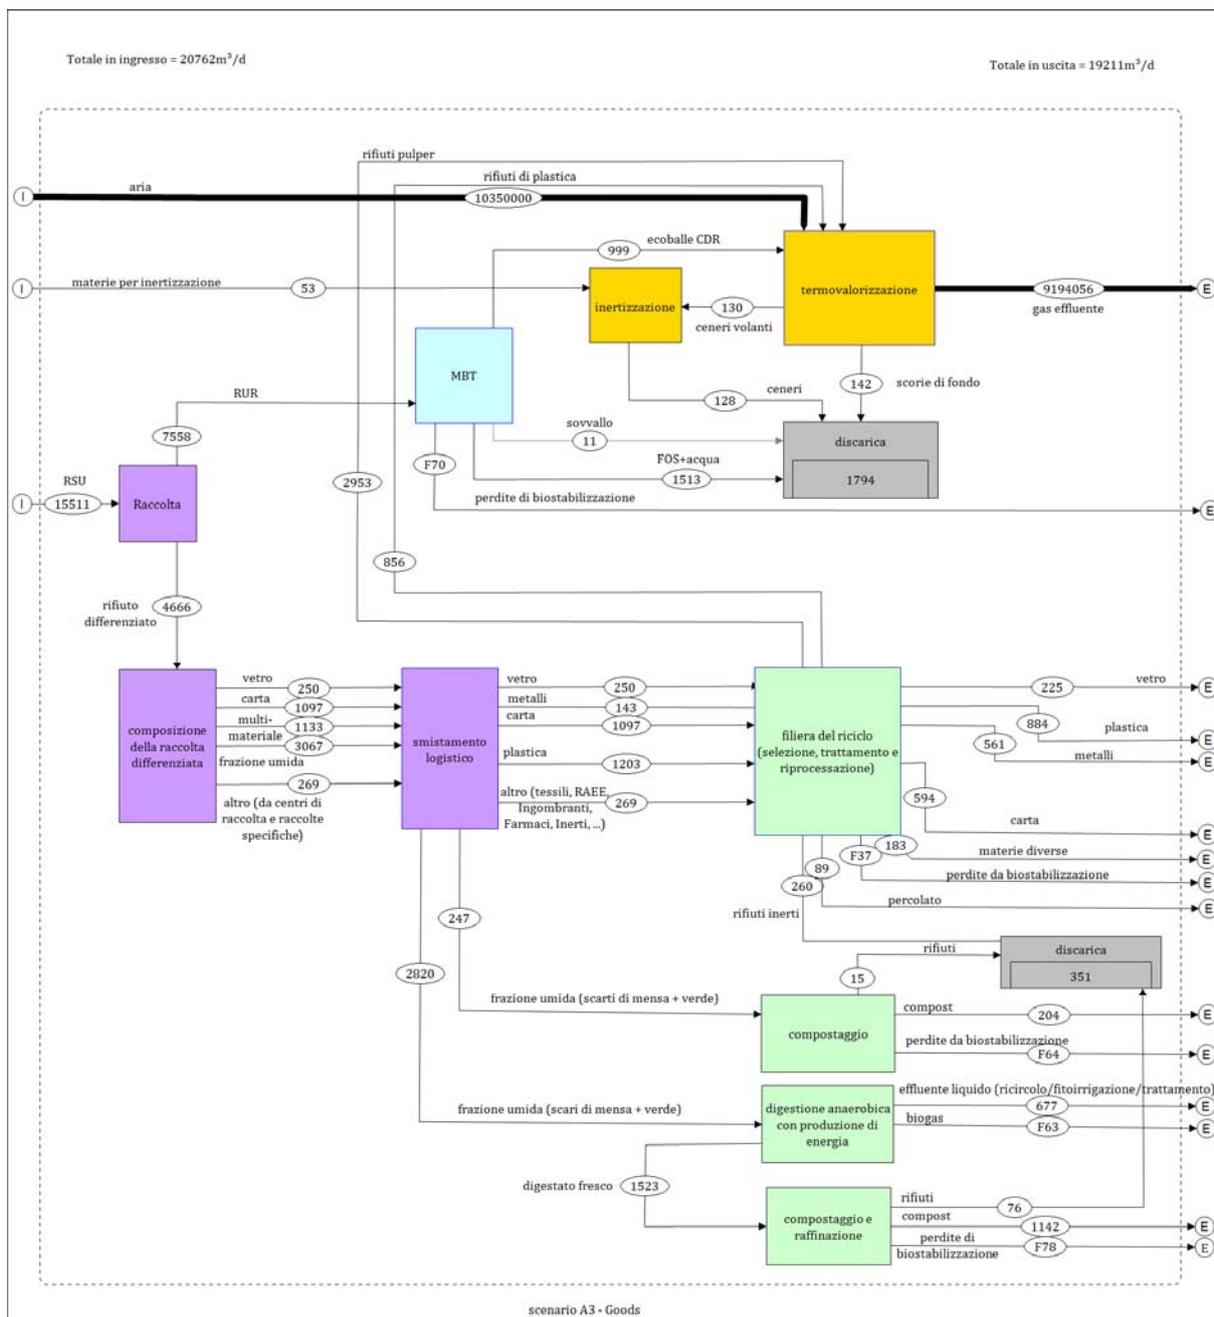 Totale in ingresso = 20762m³/d
Totale in uscita = 19211m³/d
rifiuti pulper
rifiuti di plastica
aria
I
10350000
ecoballe CDR
999
materie per inertizzazione
I
53
inertizzazione
termovalorizzazione
9194056
E
gas effluente
130
ceneri volanti
MBT
142
scorie di fondo
ceneri
128
RUR
7558
sovvallo
11
discarica
1794
F70
FOS+acqua
1513
2953
perdite di biostabilizzazione
E
RSU
I
15511
Raccolta
856
rifiuto
differenziato
4666
composizione
della raccolta
differenziata
vetro
250
carta
1097
multi-
materiale
1133
3067
frazione umida
269
altro (da centri di
raccolta e raccolte
specifiche)
smistamento
logistico
vetro
250
metalli
143
carta
1097
plastica
1203
altro (tessili, RAEE,
Ingombranti,
Farmaci, Inerti, ...)
269
filiera del riciclo
(selezione, trattamento e
riprocessazione)
225
vetro
E
884
plastica
E
561
metalli
E
594
carta
E
183
materie diverse
E
F37
perdite da biostabilizzazione
E
89
percolato
E
260
rifiuti inerti
247
2820
rifiuti
15
discarica
351
frazione umida (scarti di mensa + verde)
compostaggio
compost
204
E
perdite da biostabilizzazione
F64
E
frazione umida (scari di mensa + verde)
digestione anaerobica
con produzione di
energia
effluente liquido (ricircolo/fitoirrigazione/trattamento)
677
E
biogas
F63
E
digestato fresco
1523
compostaggio e
raffinazione
rifiuti
76
compost
1142
E
perdite di
biostabilizzazione
F78
E
scenario A3 - Goods